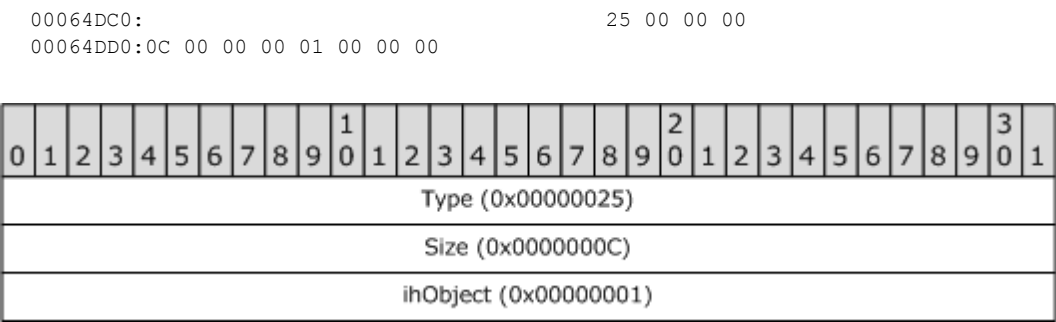 00064DC0: 25 00 00 00
00064DD0:0C 00 00 00 01 00 00 00
0 1 2 3 4 5 6 7 8 9 1 0 1 2 3 4 5 6 7 8 9 2 0 1 2 3 4 5 6 7 8 9 3 0 1
Type (0x00000025)
Size (0x0000000C)
ihObject (0x00000001)